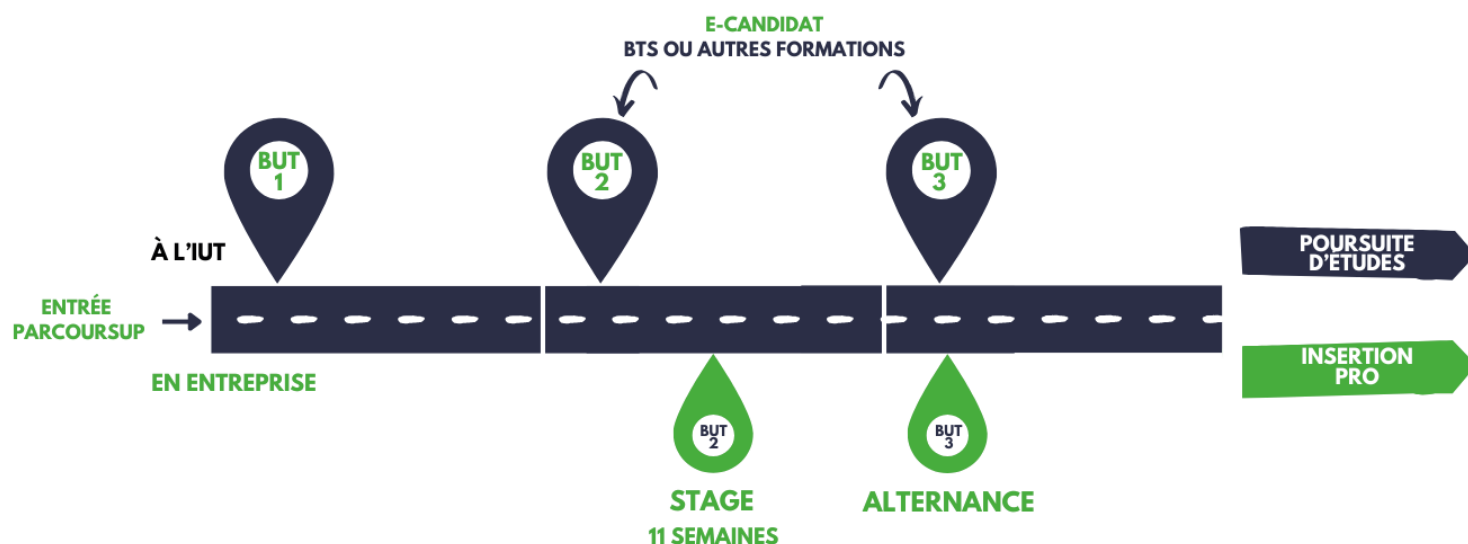 E-CANDIDAT
BTS OU AUTRES FORMATIONS
BUT
1
BUT
2
BUT
3
À L'IUT
POURSUITE
D'ÉTUDES
ENTRÉE
PARCOURSUP
EN ENTREPRISE
INSERTION
PRO
BUT
2
BUT
3
STAGE
11 SEMAINES
ALTERNANCE